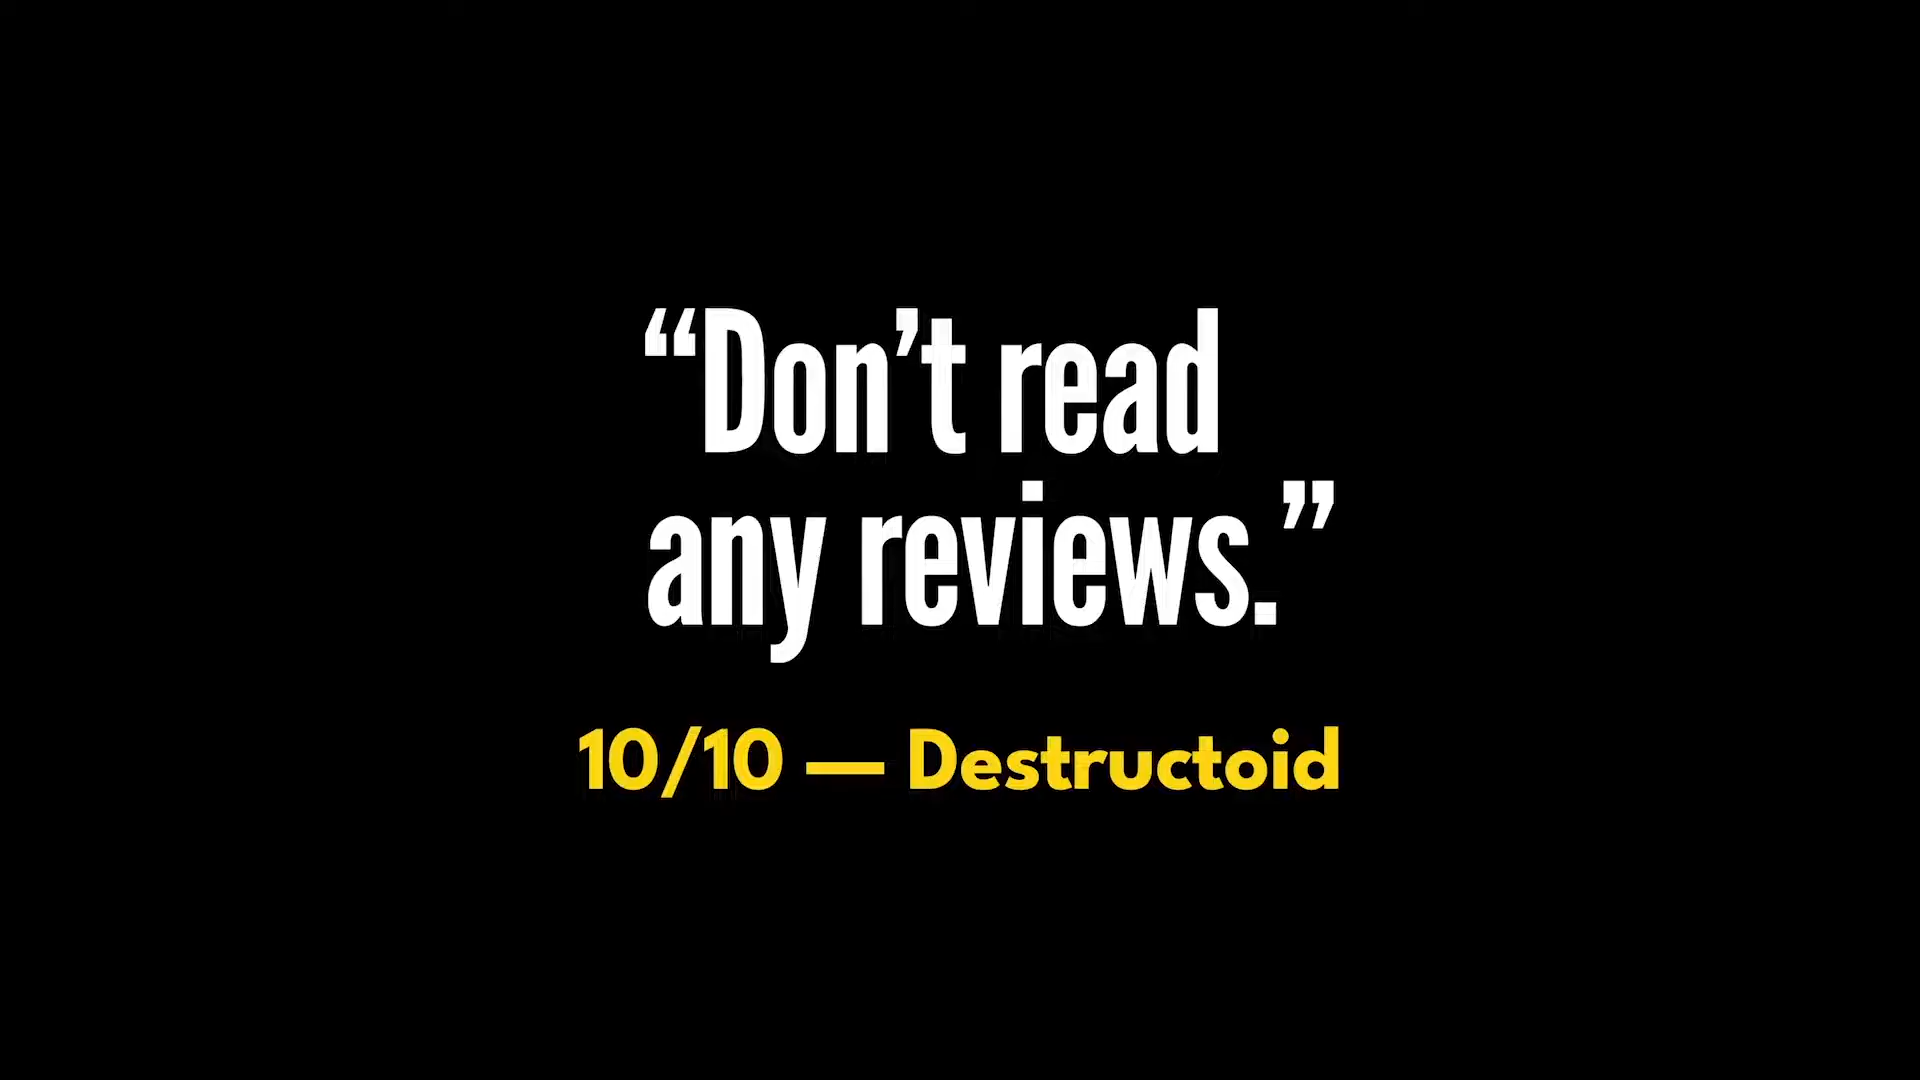 “Don’t read
any reviews.”
10/10 — Destructoid